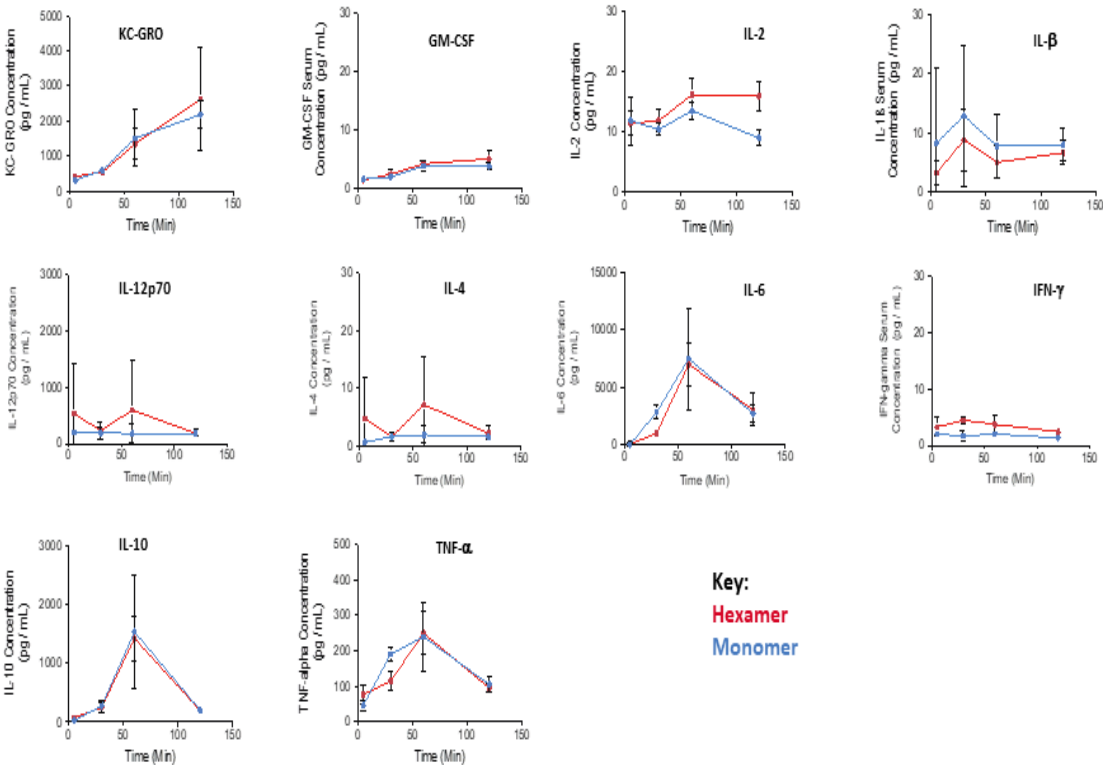 KC-GRO
KC-GRO Concentration
(pg / mL)
5000
4000
3000
2000
1000
0
0 50 100 150
Time (Min)
GM-CSF
GM-CSF Serum
Concentration (pg / mL)
30
20
10
0
0 50 100 150
Time (Min)
IL-2
IL-2 Concentration
(pg / mL)
30
20
10
0
0 50 100 150
Time (Min)
IL-β
IL-1ß Serum
Concentration (pg / mL)
30
20
10
0
0 50 100 150
Time (Min)
IL-12p70
IL-12p70 Concentration
(pg / mL)
3000
2000
1000
0
0 50 100 150
Time (Min)
IL-4
IL-4 Concentration
(pg / mL)
30
20
10
0
0 50 100 150
Time (Min)
IL-6
IL-6 Concentration
(pg / mL)
15000
10000
5000
0
0 50 100 150
Time (Min)
IFN-γ
IFN-gamma Serum
Concentration (pg / mL)
30
20
10
0
0 50 100 150
Time (Min)
IL-10
IL-10 Concentration
(pg / mL)
3000
2000
1000
0
0 50 100 150
Time (Min)
TNF-α
TNF-alpha Concentration
(pg / mL)
500
400
300
200
100
0
0 50 100 150
Time (Min)
Key:
Hexamer
Monomer